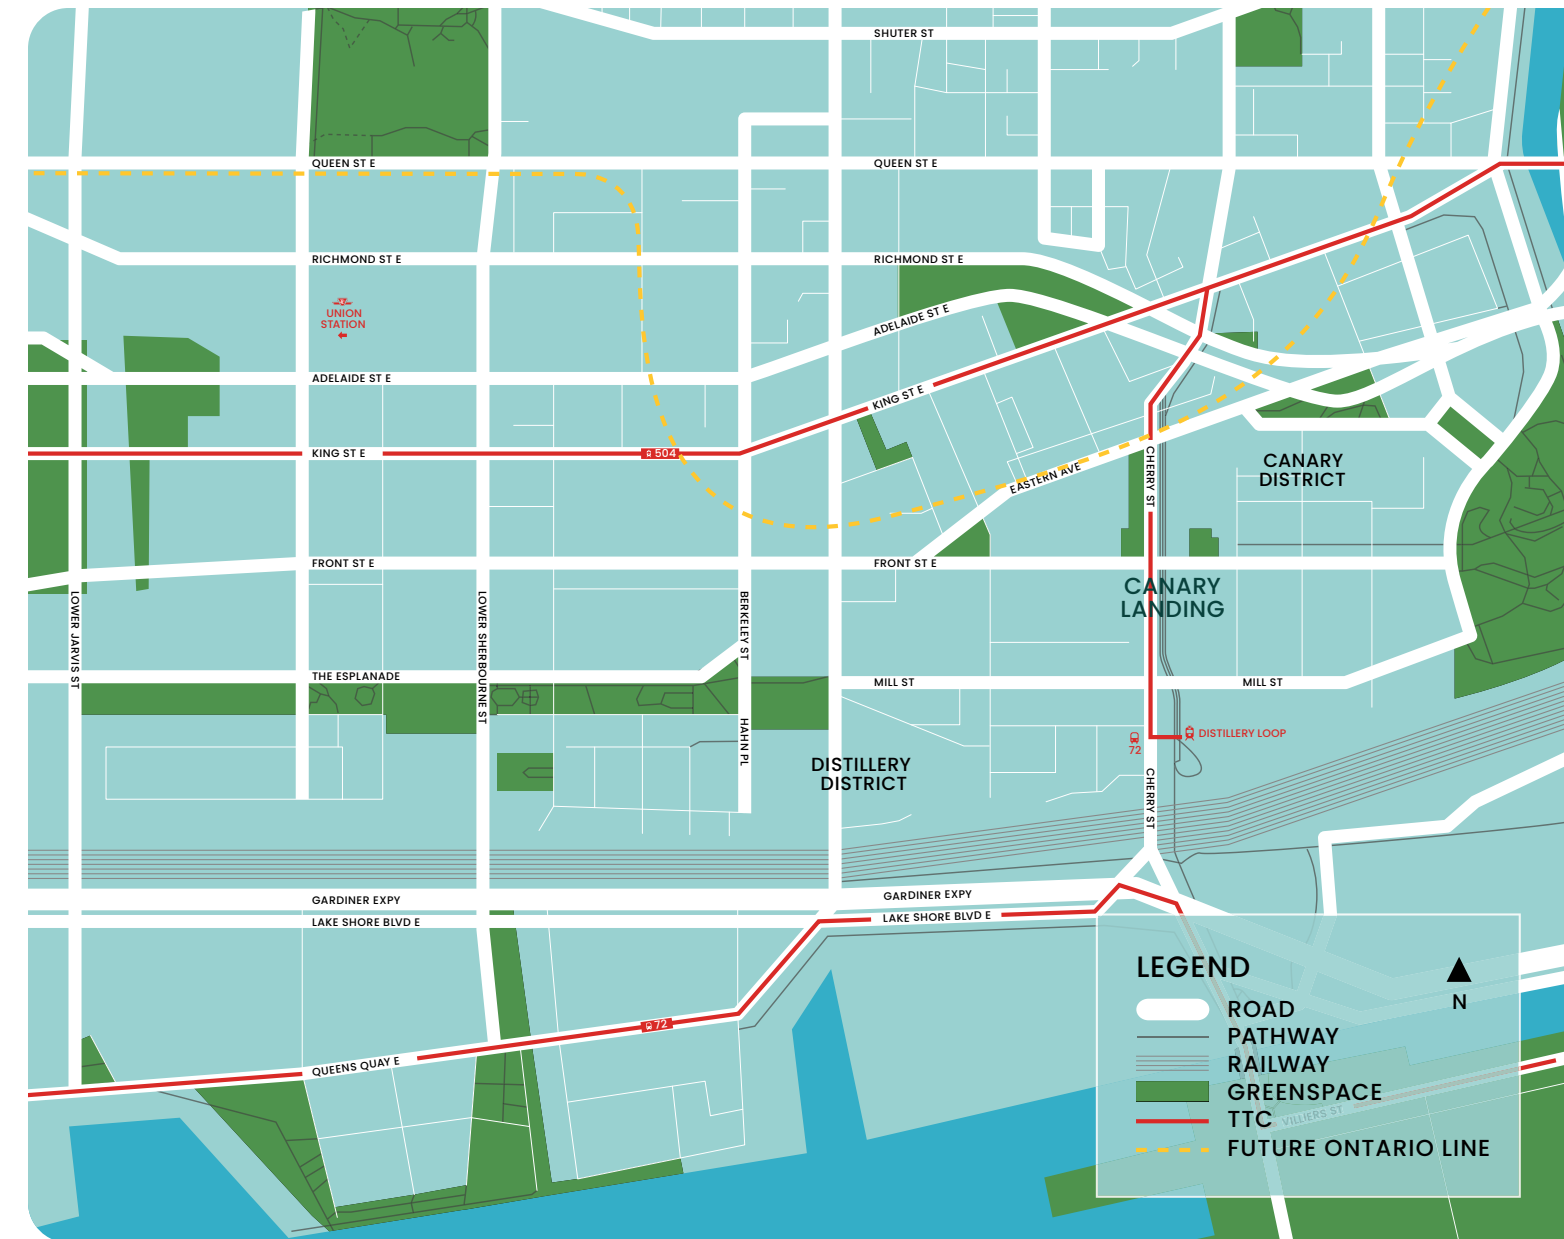 SHUTER ST
QUEEN ST E
QUEEN ST E
RICHMOND ST E
RICHMOND ST E
UNION
STATION
ADELAIDE ST E
ADELAIDE ST E
KING ST E
KING ST E
504
EASTERN AVE
CHERRY ST
CANARY
DISTRICT
FRONT ST E
FRONT ST E
CANARY
LANDING
LOWER JARVIS ST
LOWER SHERBOURNE ST
BERKELEY ST
THE ESPLANADE
MILL ST
MILL ST
HAHN PL
DISTILLERY
DISTRICT
72
DISTILLERY LOOP
CHERRY ST
GARDINER EXPY
GARDINER EXPY
LAKE SHORE BLVD E
LAKE SHORE BLVD E
72
QUEENS QUAY E
LEGEND
N
ROAD
PATHWAY
RAILWAY
GREENSPACE
TTC
VILLIERS ST
FUTURE ONTARIO LINE